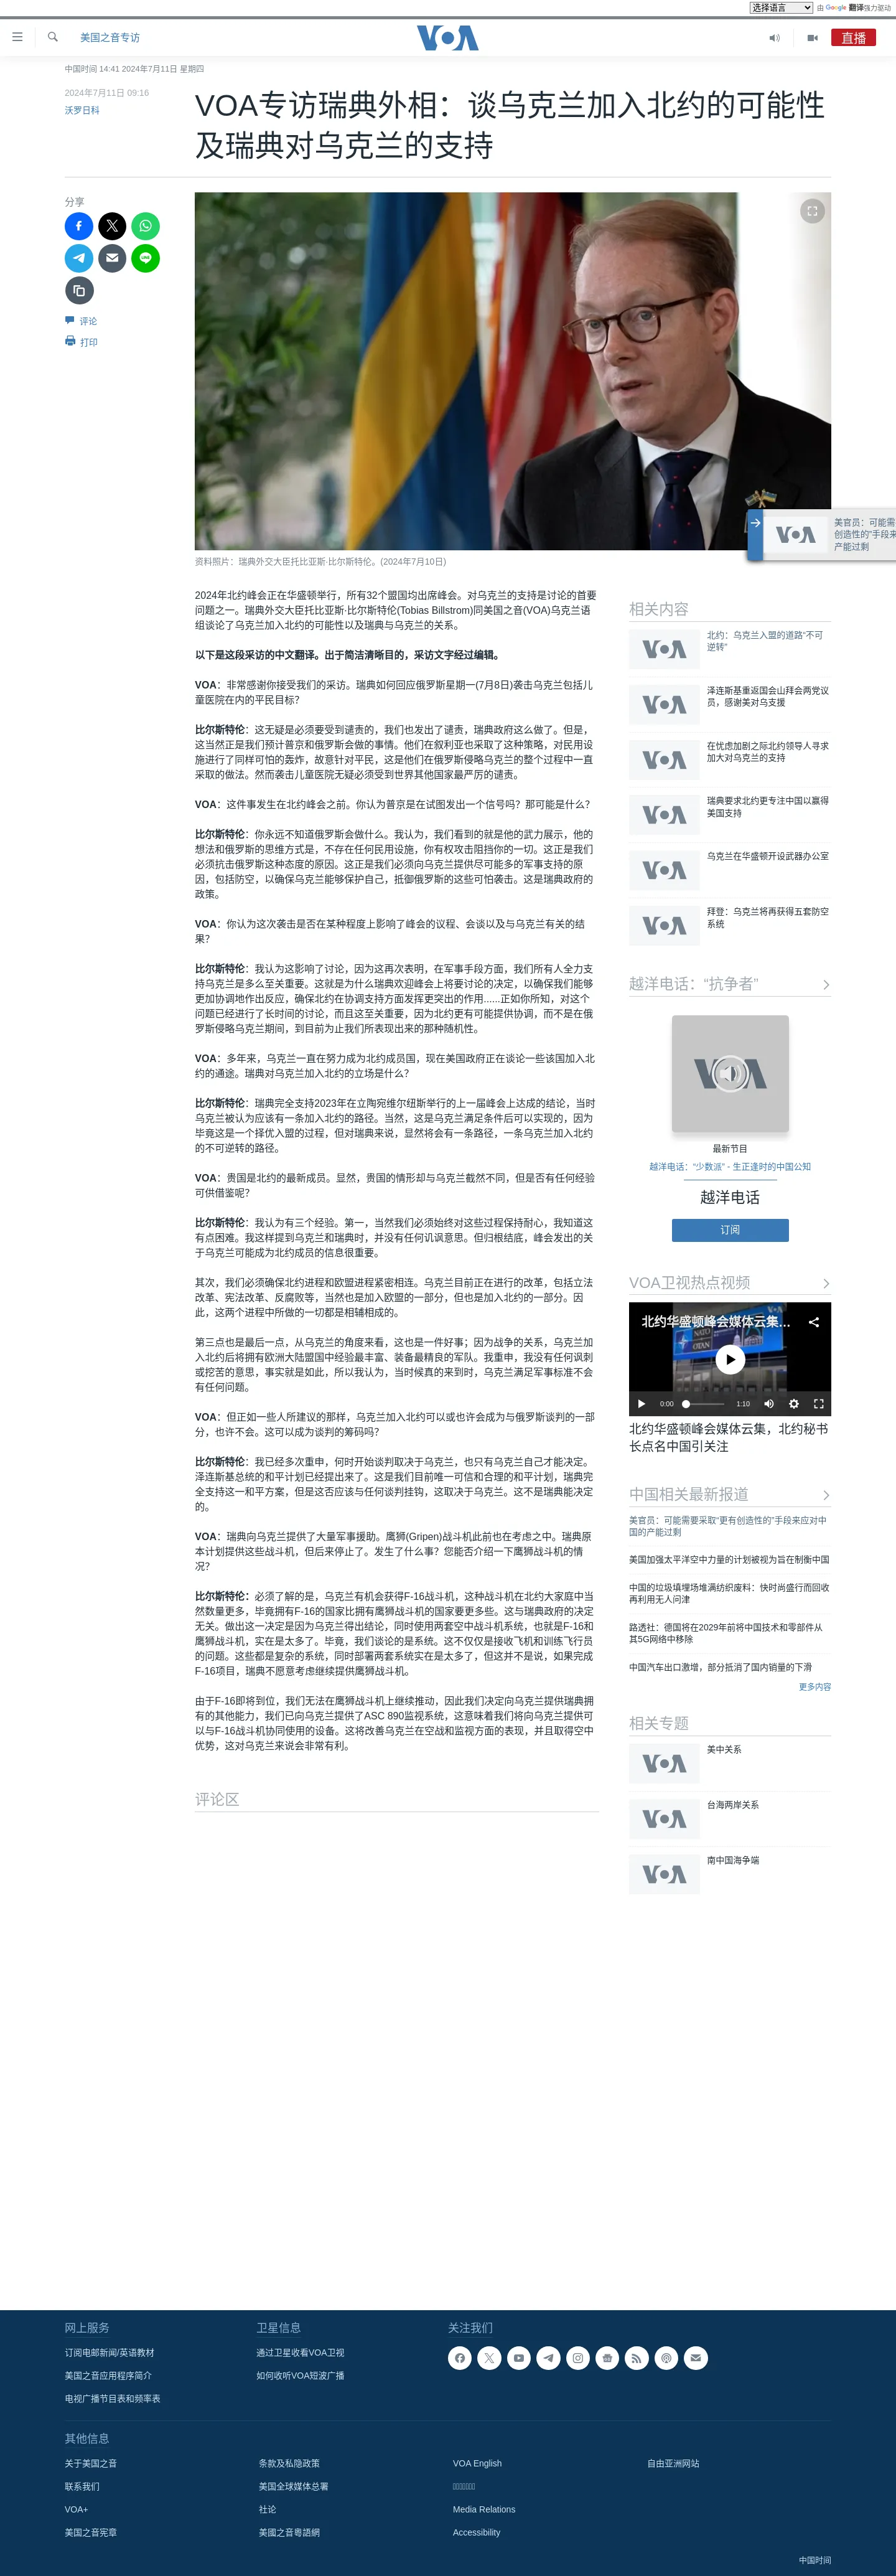 选择语言 由 Google 翻译强力驱动
美国之音专访
VOA
直播
中国时间 14:41 2024年7月11日 星期四
2024年7月11日 09:16
沃罗日科
VOA专访瑞典外相：谈乌克兰加入北约的可能性
及瑞典对乌克兰的支持
分享
评论
打印
资料照片：瑞典外交大臣托比亚斯·比尔斯特伦。(2024年7月10日)
VOA
美官员：可能需
创造性的"手段来
产能过剩
2024年北约峰会正在华盛顿举行，所有32个盟国均出席峰会。对乌克兰的支持是讨论的首要
问题之一。瑞典外交大臣托比亚斯·比尔斯特伦(Tobias Billstrom)同美国之音(VOA)乌克兰语
组谈论了乌克兰加入北约的可能性以及瑞典与乌克兰的关系。
以下是这段采访的中文翻译。出于简洁清晰目的，采访文字经过编辑。
VOA：非常感谢你接受我们的采访。瑞典如何回应俄罗斯星期一(7月8日)袭击乌克兰包括儿
童医院在内的平民目标？
比尔斯特伦：这无疑是必须要受到谴责的，我们也发出了谴责，瑞典政府这么做了。但是，
这当然正是我们预计普京和俄罗斯会做的事情。他们在叙利亚也采取了这种策略，对民用设
施进行了同样可怕的轰炸，故意针对平民，这是他们在俄罗斯侵略乌克兰的整个过程中一直
采取的做法。然而袭击儿童医院无疑必须受到世界其他国家最严厉的谴责。
VOA：这件事发生在北约峰会之前。你认为普京是在试图发出一个信号吗？那可能是什么？
比尔斯特伦：你永远不知道俄罗斯会做什么。我认为，我们看到的就是他的武力展示，他的
想法和俄罗斯的思维方式是，不存在任何民用设施，你有权攻击阻挡你的一切。这正是我们
必须抗击俄罗斯这种态度的原因。这正是我们必须向乌克兰提供尽可能多的军事支持的原
因，包括防空，以确保乌克兰能够保护自己，抵御俄罗斯的这些可怕袭击。这是瑞典政府的
政策。
VOA：你认为这次袭击是否在某种程度上影响了峰会的议程、会谈以及与乌克兰有关的结
果？
比尔斯特伦：我认为这影响了讨论，因为这再次表明，在军事手段方面，我们所有人全力支
持乌克兰是多么至关重要。这就是为什么瑞典欢迎峰会上将要讨论的决定，以确保我们能够
更加协调地作出反应，确保北约在协调支持方面发挥更突出的作用......正如你所知，对这个
问题已经进行了长时间的讨论，而且这至关重要，因为北约更有可能提供协调，而不是在俄
罗斯侵略乌克兰期间，到目前为止我们所表现出来的那种随机性。
VOA：多年来，乌克兰一直在努力成为北约成员国，现在美国政府正在谈论一些该国加入北
约的通途。瑞典对乌克兰加入北约的立场是什么？
比尔斯特伦：瑞典完全支持2023年在立陶宛维尔纽斯举行的上一届峰会上达成的结论，当时
乌克兰被认为应该有一条加入北约的路径。当然，这是乌克兰满足条件后可以实现的，因为
毕竟这是一个择优入盟的过程，但对瑞典来说，显然将会有一条路径，一条乌克兰加入北约
的不可逆转的路径。
VOA：贵国是北约的最新成员。显然，贵国的情形却与乌克兰截然不同，但是否有任何经验
可供借鉴呢？
比尔斯特伦：我认为有三个经验。第一，当然我们必须始终对这些过程保持耐心，我知道这
有点困难。我这样提到乌克兰和瑞典时，并没有任何讥讽意思。但归根结底，峰会发出的关
于乌克兰可能成为北约成员的信息很重要。
其次，我们必须确保北约进程和欧盟进程紧密相连。乌克兰目前正在进行的改革，包括立法
改革、宪法改革、反腐败等，当然也是加入欧盟的一部分，但也是加入北约的一部分。因
此，这两个进程中所做的一切都是相辅相成的。
第三点也是最后一点，从乌克兰的角度来看，这也是一件好事；因为战争的关系，乌克兰加
入北约后将拥有欧洲大陆盟国中经验最丰富、装备最精良的军队。我重申，我没有任何讽刺
或挖苦的意思，事实就是如此，所以我认为，当时候真的来到时，乌克兰满足军事标准不会
有任何问题。
VOA：但正如一些人所建议的那样，乌克兰加入北约可以或也许会成为与俄罗斯谈判的一部
分，也许不会。这可以成为谈判的筹码吗？
比尔斯特伦：我已经多次重申，何时开始谈判取决于乌克兰，也只有乌克兰自己才能决定。
泽连斯基总统的和平计划已经提出来了。这是我们目前唯一可信和合理的和平计划，瑞典完
全支持这一和平方案，但是这否应该与任何谈判挂钩，这取决于乌克兰。这不是瑞典能决定
的。
VOA：瑞典向乌克兰提供了大量军事援助。鹰狮(Gripen)战斗机此前也在考虑之中。瑞典原
本计划提供这些战斗机，但后来停止了。发生了什么事？您能否介绍一下鹰狮战斗机的情
况？
比尔斯特伦：必须了解的是，乌克兰有机会获得F-16战斗机，这种战斗机在北约大家庭中当
然数量更多，毕竟拥有F-16的国家比拥有鹰狮战斗机的国家要更多些。这与瑞典政府的决定
无关。做出这一决定是因为乌克兰得出结论，同时使用两套空中战斗机系统，也就是F-16和
鹰狮战斗机，实在是太多了。毕竟，我们谈论的是系统。这不仅仅是接收飞机和训练飞行员
的问题。这些都是复杂的系统，同时部署两套系统实在是太多了，但这并不是说，如果完成
F-16项目，瑞典不愿意考虑继续提供鹰狮战斗机。
由于F-16即将到位，我们无法在鹰狮战斗机上继续推动，因此我们决定向乌克兰提供瑞典拥
有的其他能力，我们已向乌克兰提供了ASC 890监视系统，这意味着我们将向乌克兰提供可
以与F-16战斗机协同使用的设备。这将改善乌克兰在空战和监视方面的表现，并且取得空中
优势，这对乌克兰来说会非常有利。
评论区
相关内容
VOA
北约：乌克兰入盟的道路"不可
逆转"
VOA
泽连斯基重返国会山拜会两党议
员，感谢美对乌支援
VOA
在忧虑加剧之际北约领导人寻求
加大对乌克兰的支持
VOA
瑞典要求北约更专注中国以赢得
美国支持
VOA
乌克兰在华盛顿开设武器办公室
VOA
拜登：乌克兰将再获得五套防空
系统
越洋电话：“抗争者”
VOA
最新节目
越洋电话：“少数派” - 生正逢时的中国公知
越洋电话
订阅
VOA卫视热点视频
北约华盛顿峰会媒体云集...
NATO
OTAN
0:00
1:10
北约华盛顿峰会媒体云集，北约秘书
长点名中国引关注
中国相关最新报道
美官员：可能需要采取“更有创造性的”手段来应对中
国的产能过剩
美国加强太平洋空中力量的计划被视为旨在制衡中国
中国的垃圾填埋场堆满纺织废料：快时尚盛行而回收
再利用无人问津
路透社：德国将在2029年前将中国技术和零部件从
其5G网络中移除
中国汽车出口激增，部分抵消了国内销量的下滑
更多内容
相关专题
VOA
美中关系
VOA
台海两岸关系
VOA
南中国海争端
网上服务
订阅电邮新闻/英语教材
美国之音应用程序简介
电视广播节目表和频率表
卫星信息
通过卫星收看VOA卫视
如何收听VOA短波广播
关注我们
其他信息
关于美国之音
联系我们
VOA+
美国之音宪章
条款及私隐政策
美国全球媒体总署
社论
美國之音粵語網
VOA English
Media Relations
Accessibility
自由亚洲网站
中国时间